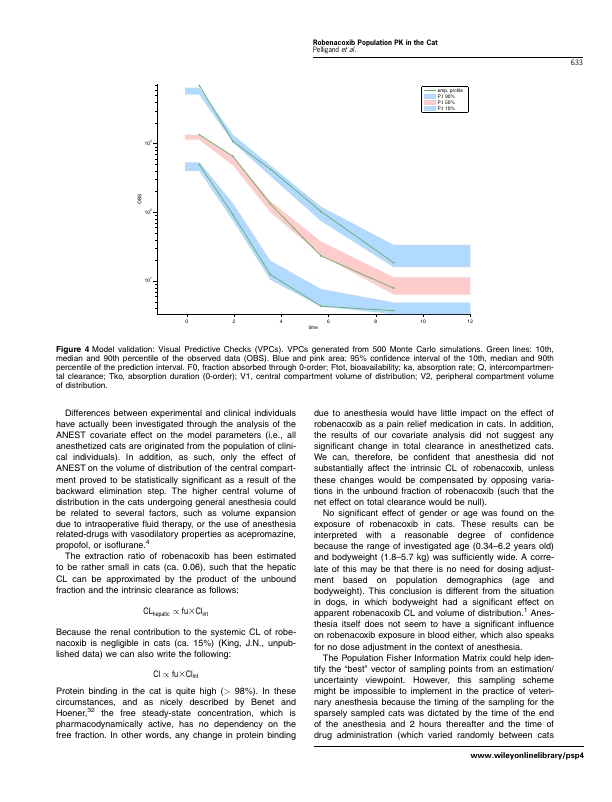 Robenacoxib Population PK in the Cat
Pelligand et al.
633
emp. prctile
P.I 90%
P.I 50%
P.I 10%
10³
10²
10¹
OBS
0 2 4 6 8 10 12
time
Figure 4 Model validation: Visual Predictive Checks (VPCs). VPCs generated from 500 Monte Carlo simulations. Green lines: 10th,
median and 90th percentile of the observed data (OBS). Blue and pink area: 95% confidence interval of the 10th, median and 90th
percentile of the prediction interval. F0, fraction absorbed through 0-order; Ftot, bioavailability; ka, absorption rate; Q, intercompartmen-
tal clearance; Tko, absorption duration (0-order); V1, central compartment volume of distribution; V2, peripheral compartment volume
of distribution.
Differences between experimental and clinical individuals
have actually been investigated through the analysis of the
ANEST covariate effect on the model parameters (i.e., all
anesthetized cats are originated from the population of clini-
cal individuals). In addition, as such, only the effect of
ANEST on the volume of distribution of the central compart-
ment proved to be statistically significant as a result of the
backward elimination step. The higher central volume of
distribution in the cats undergoing general anesthesia could
be related to several factors, such as volume expansion
due to intraoperative fluid therapy, or the use of anesthesia
related-drugs with vasodilatory properties as acepromazine,
propofol, or isoflurane.⁴
The extraction ratio of robenacoxib has been estimated
to be rather small in cats (ca. 0.06), such that the hepatic
CL can be approximated by the product of the unbound
fraction and the intrinsic clearance as follows:
CLhepatic ∝ fu×Clint
Because the renal contribution to the systemic CL of robe-
nacoxib is negligible in cats (ca. 15%) (King, J.N., unpub-
lished data) we can also write the following:
Cl ∝ fu×Clint
Protein binding in the cat is quite high (> 98%). In these
circumstances, and as nicely described by Benet and
Hoener,³² the free steady-state concentration, which is
pharmacodynamically active, has no dependency on the
free fraction. In other words, any change in protein binding
due to anesthesia would have little impact on the effect of
robenacoxib as a pain relief medication in cats. In addition,
the results of our covariate analysis did not suggest any
significant change in total clearance in anesthetized cats.
We can, therefore, be confident that anesthesia did not
substantially affect the intrinsic CL of robenacoxib, unless
these changes would be compensated by opposing varia-
tions in the unbound fraction of robenacoxib (such that the
net effect on total clearance would be null).
No significant effect of gender or age was found on the
exposure of robenacoxib in cats. These results can be
interpreted with a reasonable degree of confidence
because the range of investigated age (0.34–6.2 years old)
and bodyweight (1.8–5.7 kg) was sufficiently wide. A corre-
late of this may be that there is no need for dosing adjust-
ment based on population demographics (age and
bodyweight). This conclusion is different from the situation
in dogs, in which bodyweight had a significant effect on
apparent robenacoxib CL and volume of distribution.¹ Anes-
thesia itself does not seem to have a significant influence
on robenacoxib exposure in blood either, which also speaks
for no dose adjustment in the context of anesthesia.
The Population Fisher Information Matrix could help iden-
tify the “best” vector of sampling points from an estimation/
uncertainty viewpoint. However, this sampling scheme
might be impossible to implement in the practice of veteri-
nary anesthesia because the timing of the sampling for the
sparsely sampled cats was dictated by the time of the end
of the anesthesia and 2 hours thereafter and the time of
drug administration (which varied randomly between cats
www.wileyonlinelibrary/psp4